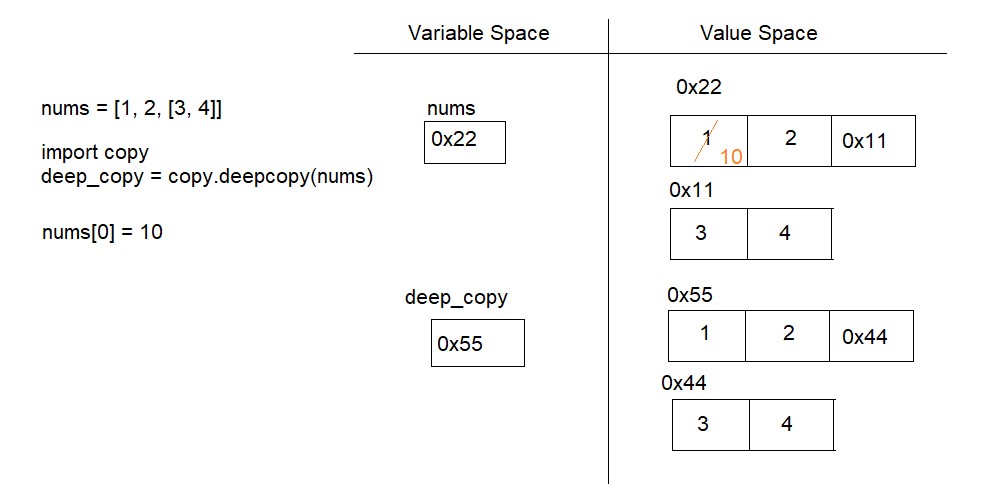 Variable Space
Value Space
nums = [1, 2, [3, 4]]
import copy
deep_copy = copy.deepcopy(nums)
nums[0] = 10
nums
0x22
0x22
1 10 2 0x11
0x11
3 4
deep_copy
0x55
0x55
1 2 0x44
0x44
3 4